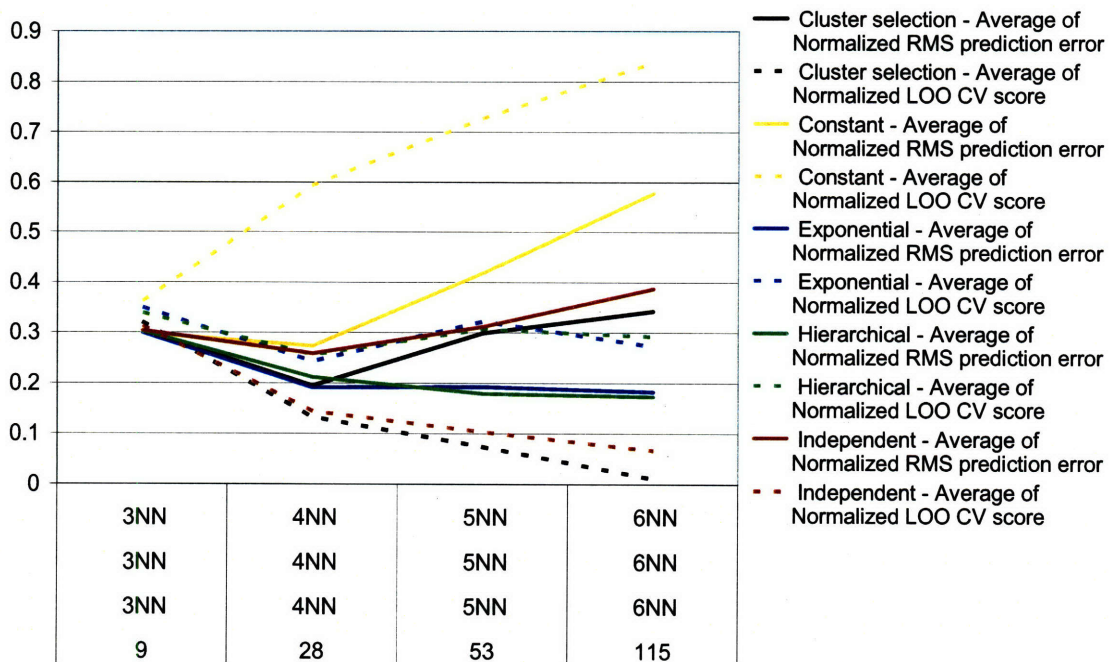 0.9
0.8
0.7
0.6
0.5
0.4
0.3
0.2
0.1
0
3NN 4NN 5NN 6NN
3NN 4NN 5NN 6NN
3NN 4NN 5NN 6NN
9 28 53 115
Cluster selection - Average of
Normalized RMS prediction error
Cluster selection - Average of
Normalized LOO CV score
Constant - Average of
Normalized RMS prediction error
Constant - Average of
Normalized LOO CV score
Exponential - Average of
Normalized RMS prediction error
Exponential - Average of
Normalized LOO CV score
Hierarchical - Average of
Normalized RMS prediction error
Hierarchical - Average of
Normalized LOO CV score
Independent - Average of
Normalized RMS prediction error
Independent - Average of
Normalized LOO CV score